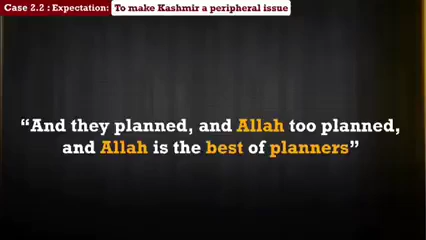 Case 2.2 : Expectation: To make Kashmir a peripheral issue
“And they planned, and Allah too planned,
and Allah is the best of planners”